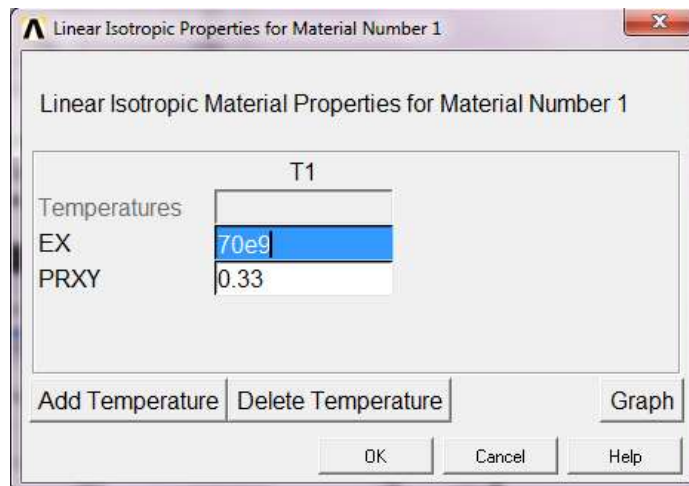 Linear Isotropic Properties for Material Number 1
Linear Isotropic Material Properties for Material Number 1
T1
Temperatures
EX 70e9
PRXY 0.33
Add Temperature Delete Temperature Graph
OK Cancel Help